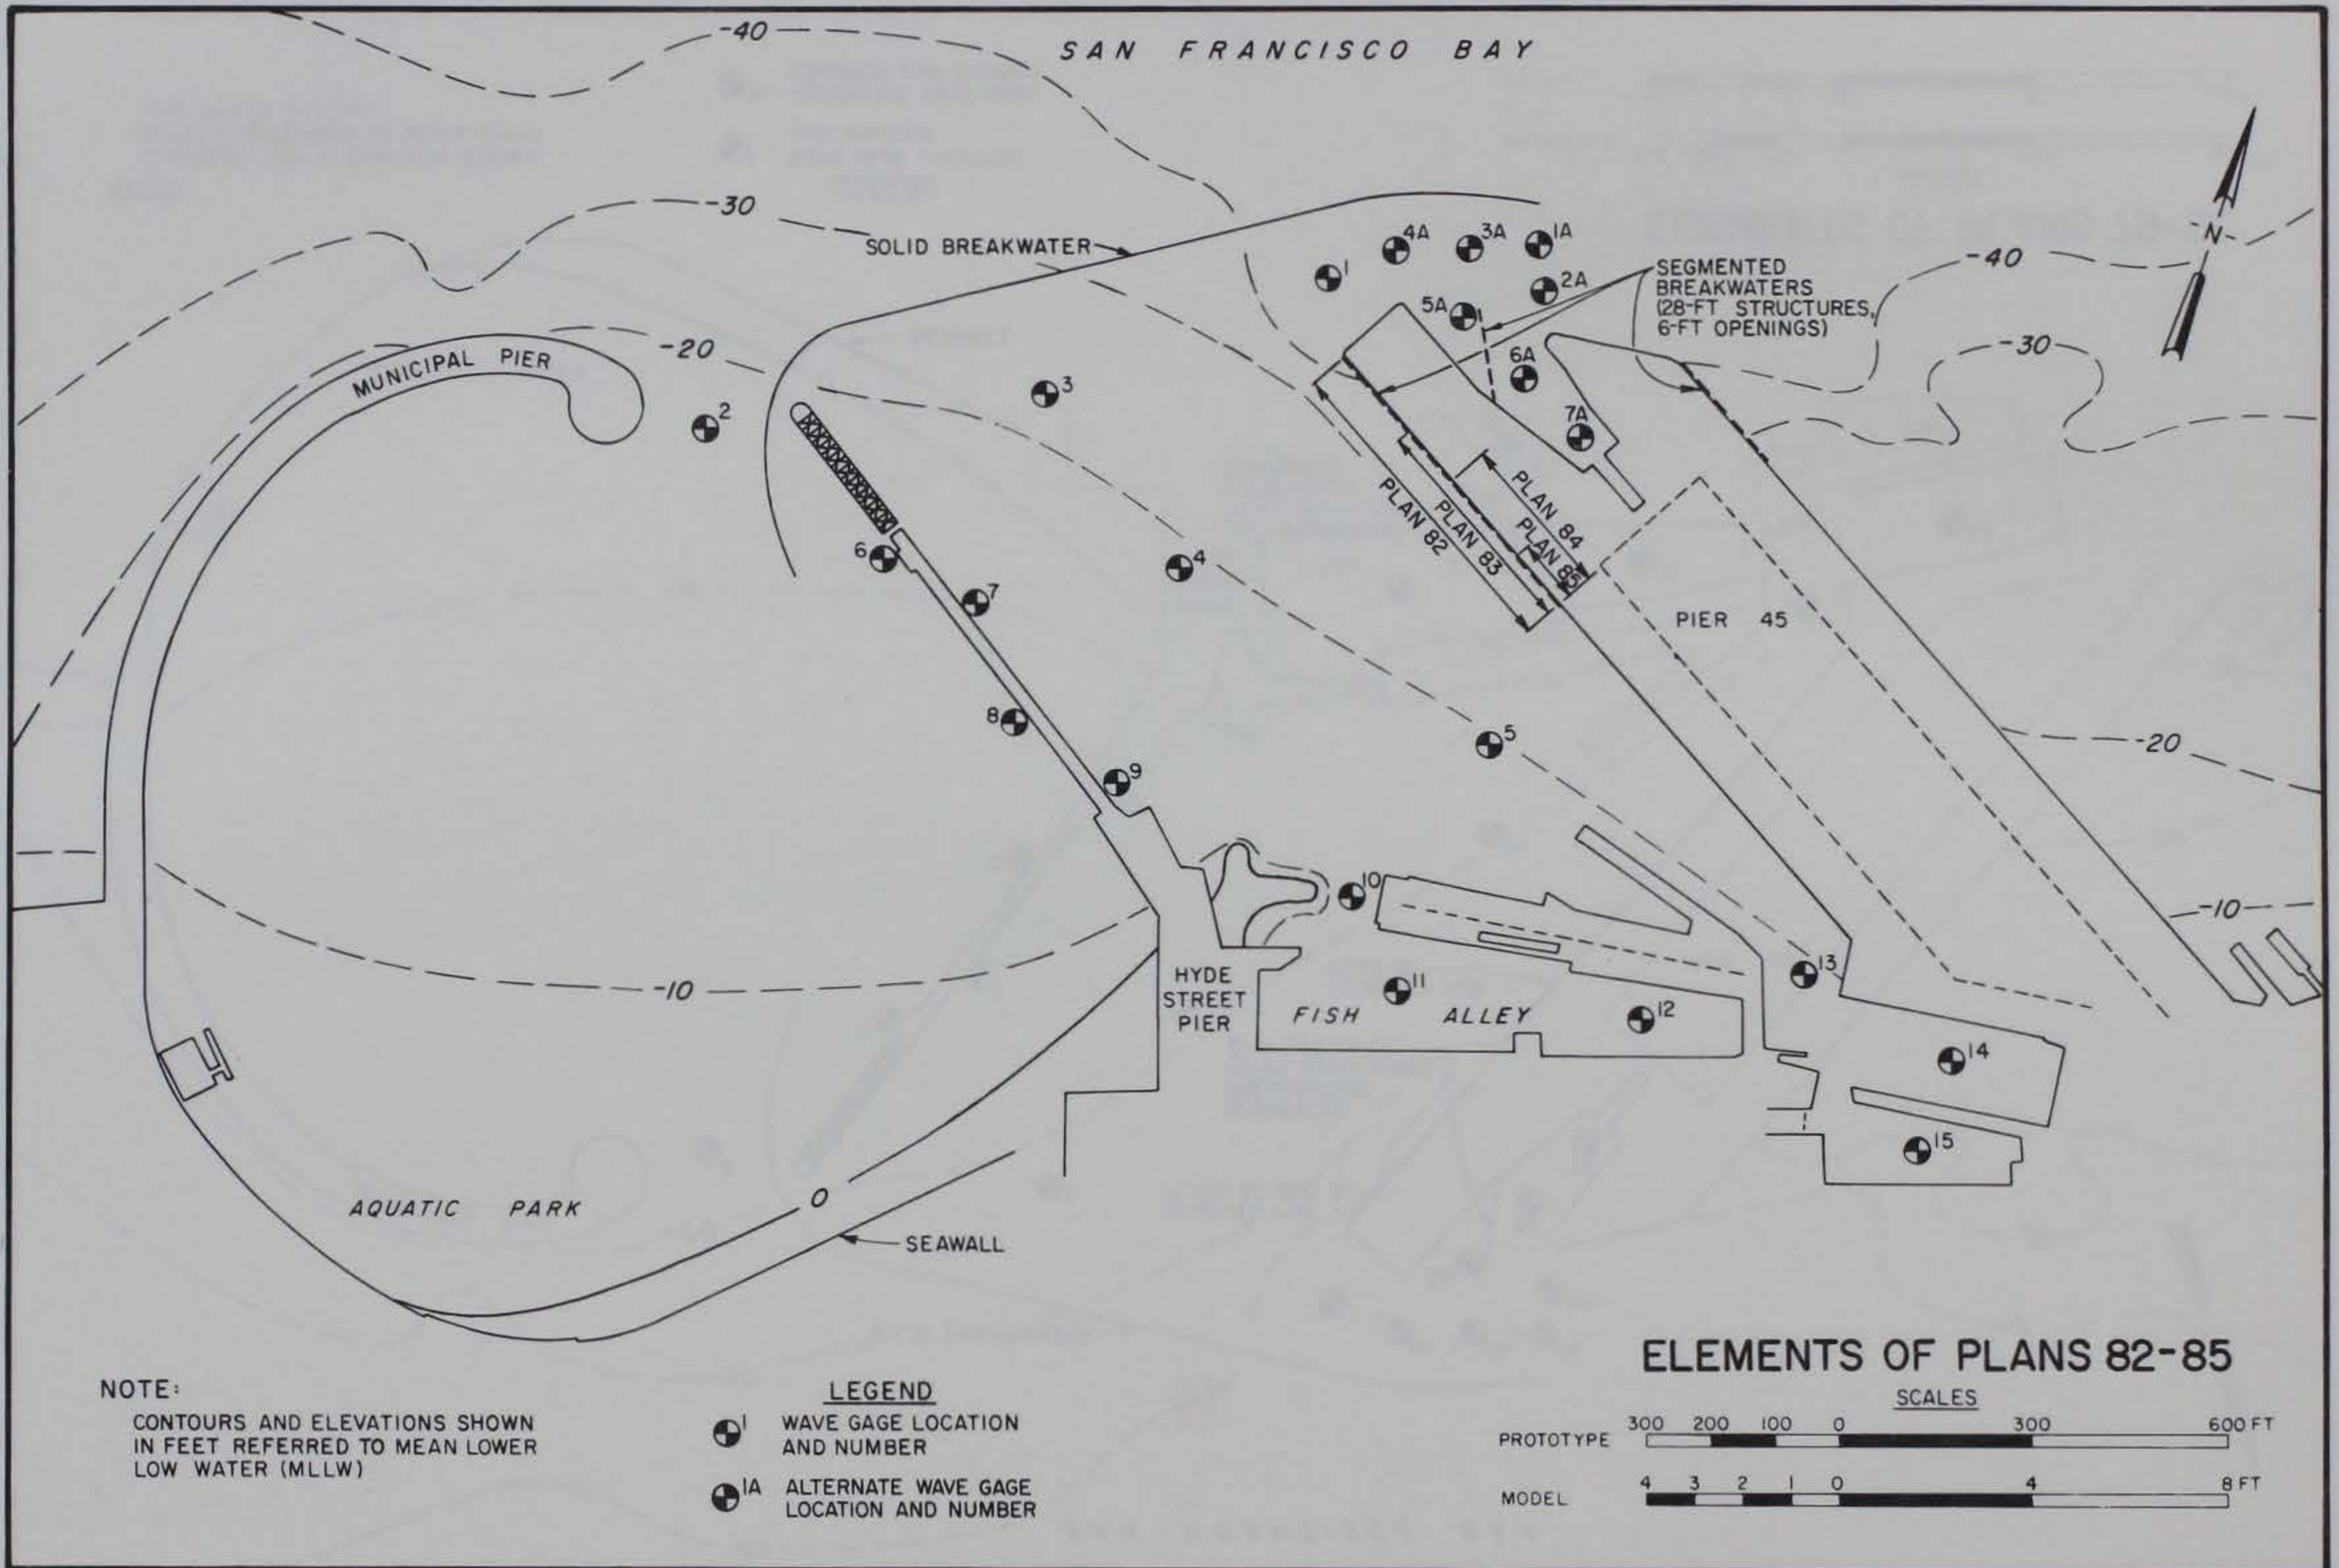 -40
SAN FRANCISCO BAY
-30
SOLID BREAKWATER
4A
3A
1A
1
2A
5A
SEGMENTED
BREAKWATERS
(28-FT STRUCTURES,
6-FT OPENINGS)
-40
N
-30
MUNICIPAL PIER
-20
2
3
6A
7A
PLAN 82
PLAN 83
PLAN 84
PLAN 85
6
7
4
PIER 45
8
5
9
-20
10
-10
13
-10
HYDE
STREET
PIER
11
FISH ALLEY
12
14
15
AQUATIC PARK
0
SEAWALL
NOTE:
CONTOURS AND ELEVATIONS SHOWN
IN FEET REFERRED TO MEAN LOWER
LOW WATER (MLLW)
LEGEND
1 WAVE GAGE LOCATION
AND NUMBER
1A ALTERNATE WAVE GAGE
LOCATION AND NUMBER
ELEMENTS OF PLANS 82-85
SCALES
PROTOTYPE 300 200 100 0 300 600 FT
MODEL 4 3 2 1 0 4 8 FT